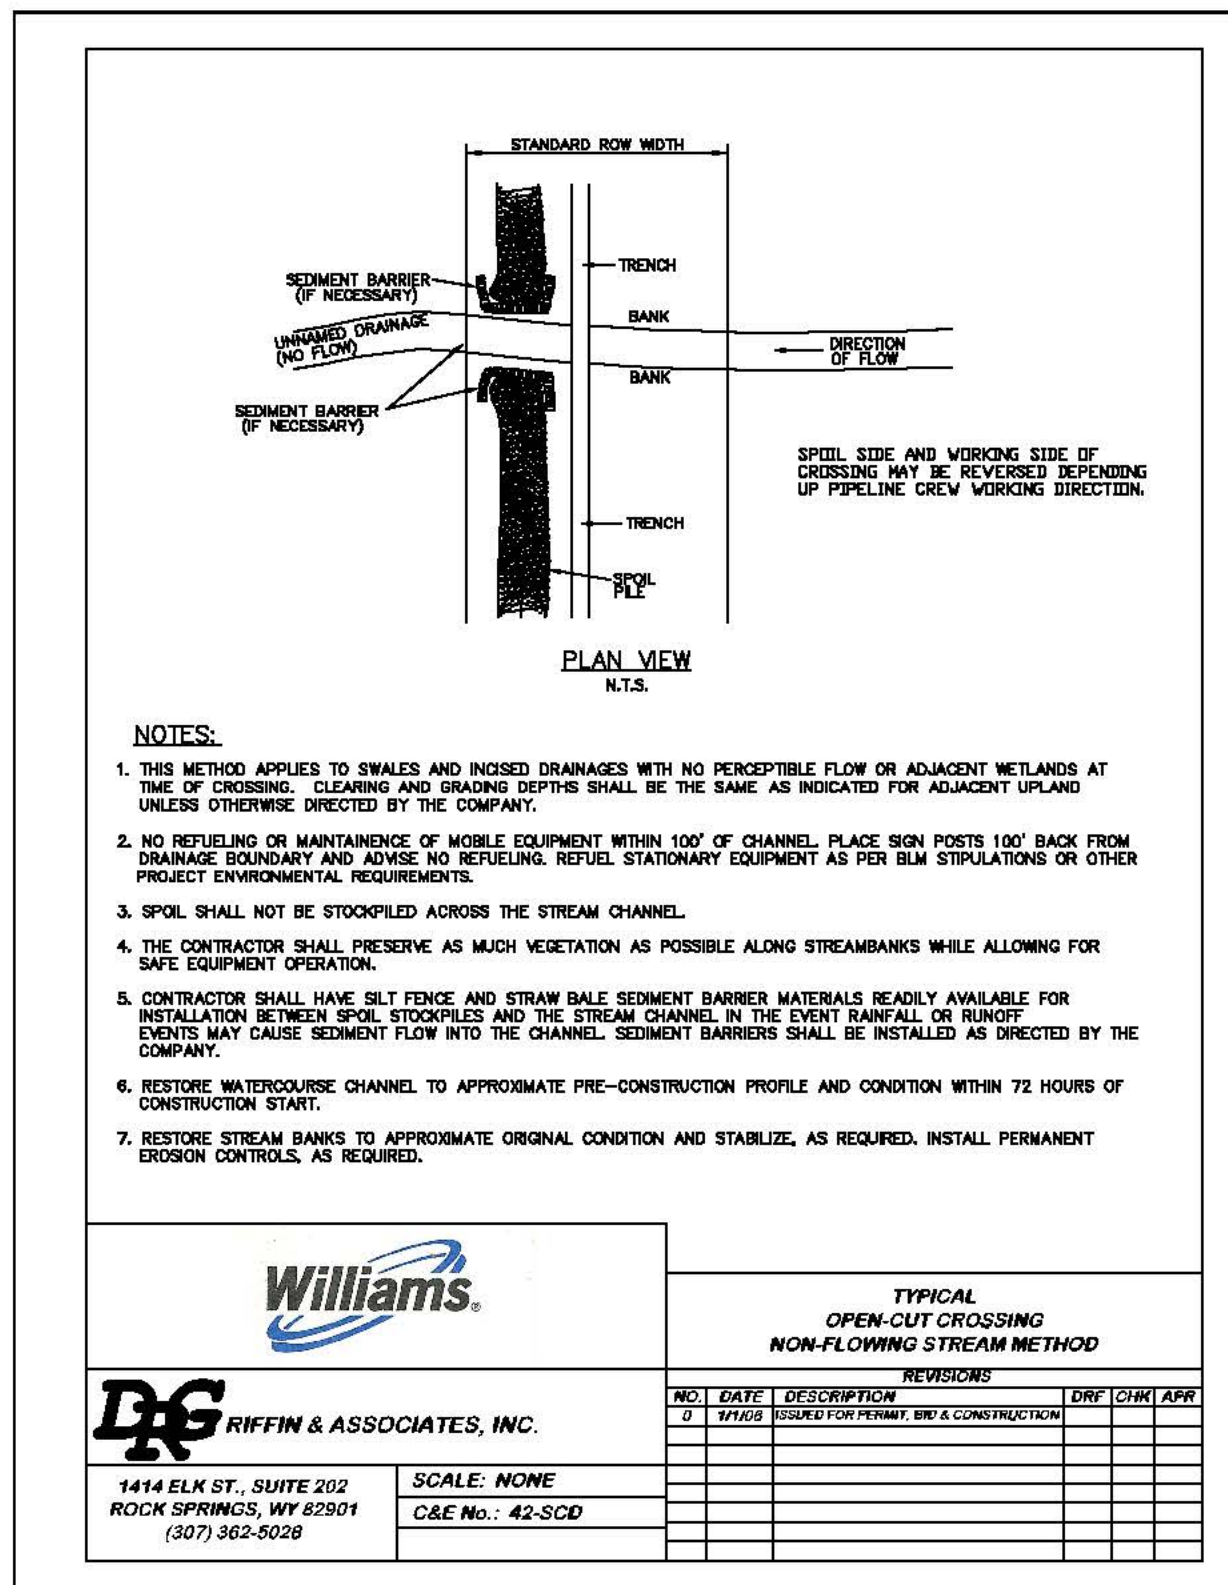 STANDARD ROW WIDTH
TRENCH
SEDIMENT BARRIER
(IF NECESSARY)
BANK
UNNAMED DRAINAGE
(NO FLOW)
DIRECTION
OF FLOW
BANK
SEDIMENT BARRIER
(IF NECESSARY)
SPOIL SIDE AND WORKING SIDE OF
CROSSING MAY BE REVERSED DEPENDING
UP PIPELINE CREW WORKING DIRECTION.
TRENCH
SPOIL
PILE
PLAN VIEW
N.T.S.
NOTES:
1. THIS METHOD APPLIES TO SWALES AND INCISED DRAINAGES WITH NO PERCEPTIBLE FLOW OR ADJACENT WETLANDS AT
TIME OF CROSSING. CLEARING AND GRADING DEPTHS SHALL BE THE SAME AS INDICATED FOR ADJACENT UPLAND
UNLESS OTHERWISE DIRECTED BY THE COMPANY.
2. NO REFUELING OR MAINTAINENCE OF MOBILE EQUIPMENT WITHIN 100' OF CHANNEL. PLACE SIGN POSTS 100' BACK FROM
DRAINAGE BOUNDARY AND ADVISE NO REFUELING. REFUEL STATIONARY EQUIPMENT AS PER BLM STIPULATIONS OR OTHER
PROJECT ENVIRONMENTAL REQUIREMENTS.
3. SPOIL SHALL NOT BE STOCKPILED ACROSS THE STREAM CHANNEL.
4. THE CONTRACTOR SHALL PRESERVE AS MUCH VEGETATION AS POSSIBLE ALONG STREAMBANKS WHILE ALLOWING FOR
SAFE EQUIPMENT OPERATION.
5. CONTRACTOR SHALL HAVE SILT FENCE AND STRAW BALE SEDIMENT BARRIER MATERIALS READILY AVAILABLE FOR
INSTALLATION BETWEEN SPOIL STOCKPILES AND THE STREAM CHANNEL IN THE EVENT RAINFALL OR RUNOFF
EVENTS MAY CAUSE SEDIMENT FLOW INTO THE CHANNEL. SEDIMENT BARRIERS SHALL BE INSTALLED AS DIRECTED BY THE
COMPANY.
6. RESTORE WATERCOURSE CHANNEL TO APPROXIMATE PRE-CONSTRUCTION PROFILE AND CONDITION WITHIN 72 HOURS OF
CONSTRUCTION START.
7. RESTORE STREAM BANKS TO APPROXIMATE ORIGINAL CONDITION AND STABILIZE, AS REQUIRED. INSTALL PERMANENT
EROSION CONTROLS, AS REQUIRED.
Williams®
TYPICAL
OPEN-CUT CROSSING
NON-FLOWING STREAM METHOD
REVISIONS
NO. DATE DESCRIPTION DRF CHK APR
0 1/1/06 ISSUED FOR PERMIT, BID & CONSTRUCTION
DRG RIFFIN & ASSOCIATES, INC.
1414 ELK ST., SUITE 202
ROCK SPRINGS, WY 82901
(307) 362-5028
SCALE: NONE
C&E No.: 42-SCD